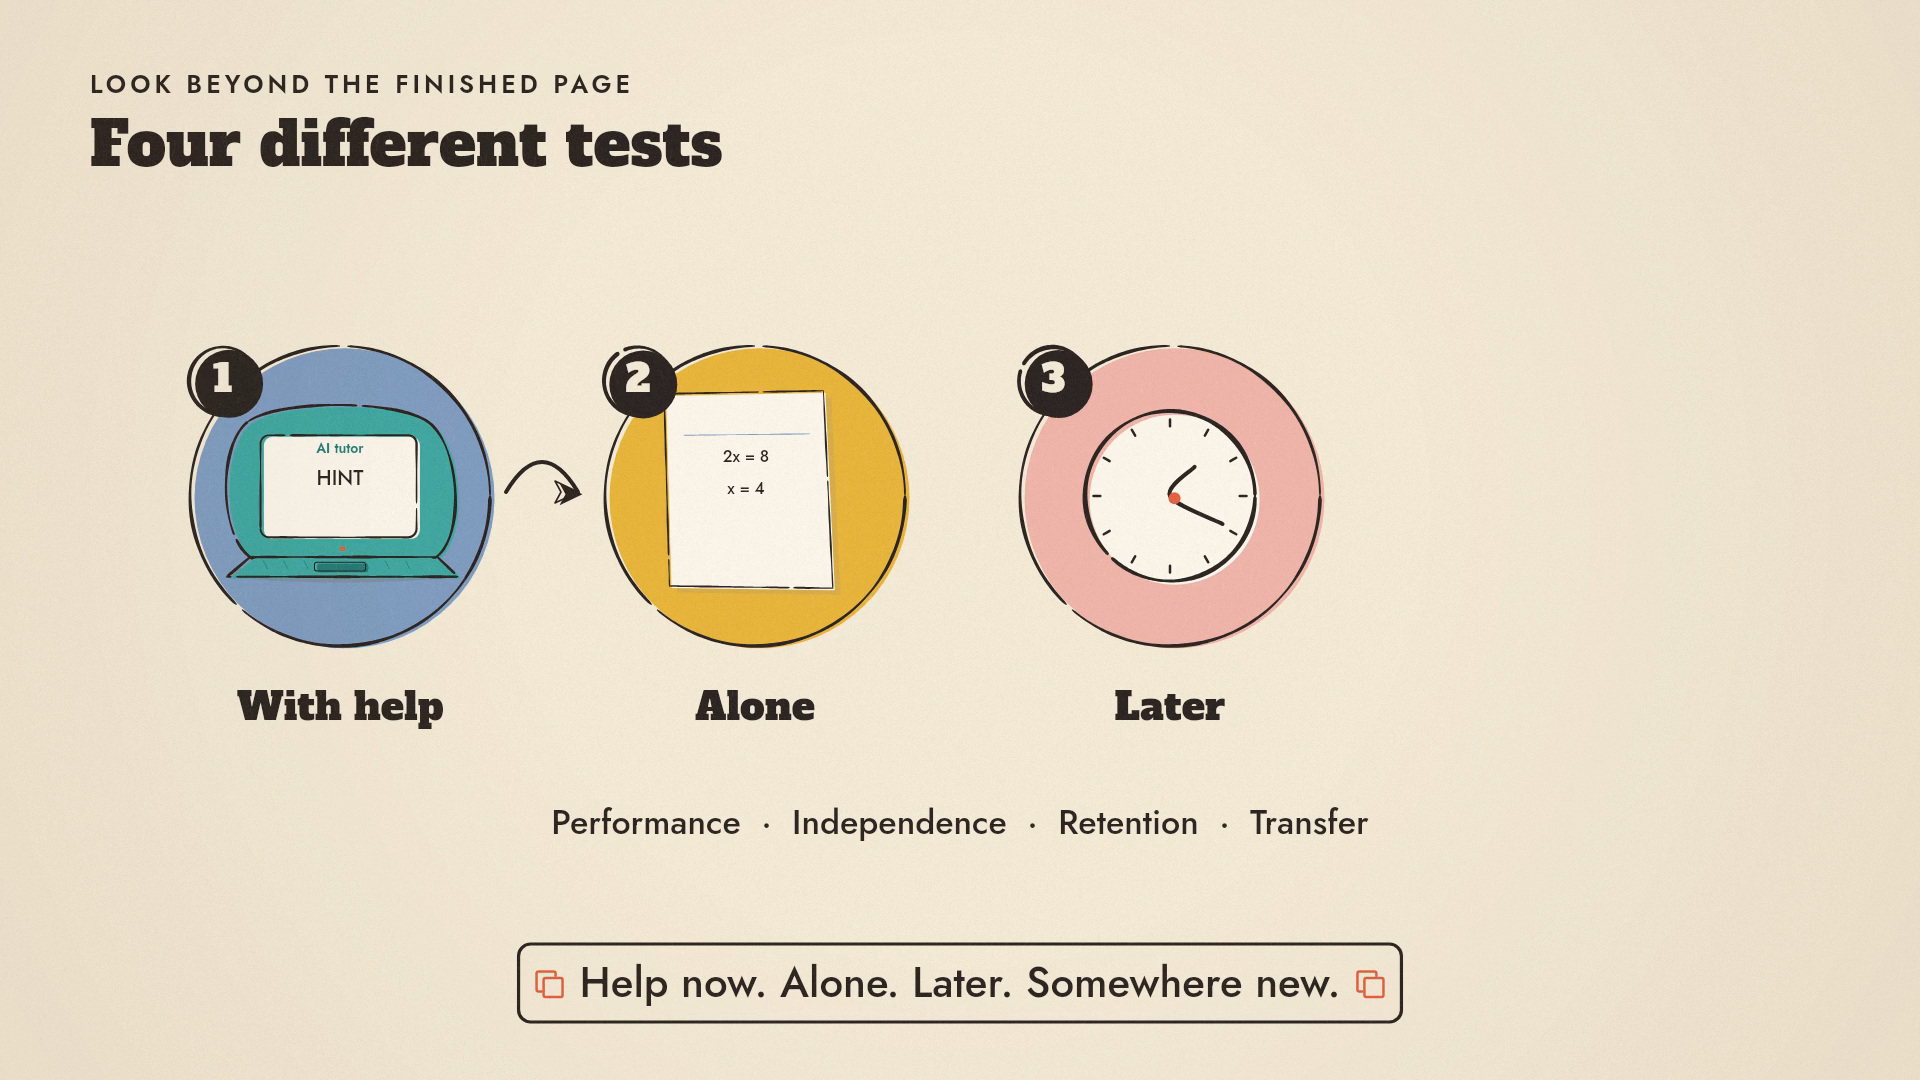 LOOK BEYOND THE FINISHED PAGE
Four different tests
1
2
3
AI tutor
HINT
2x = 8
x = 4
With help
Alone
Later
Performance · Independence · Retention · Transfer
Help now. Alone. Later. Somewhere new.